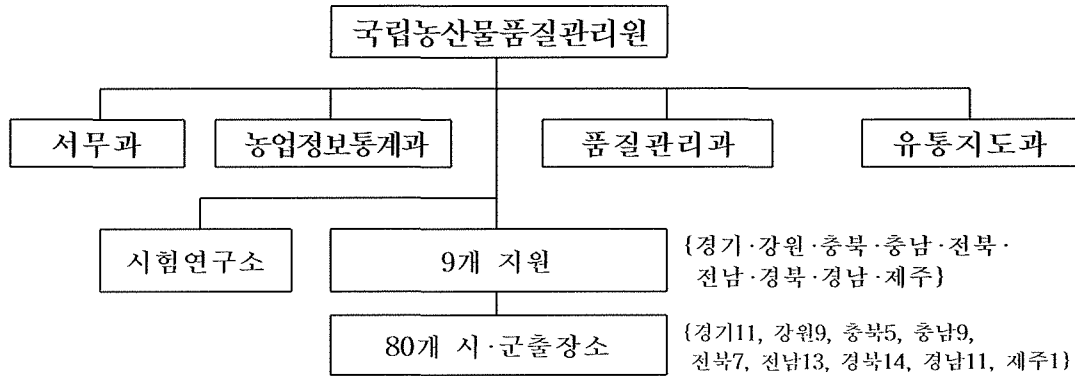 국립농산물품질관리원
서무과
농업정보통계과
품질관리과
유통지도과
시험연구소
9개 지원
{경기·강원·충북·충남·전북·
전남·경북·경남·제주}
80개 시·군출장소
{경기11, 강원9, 충북5, 충남9,
전북7, 전남13, 경북14, 경남11, 제주1}